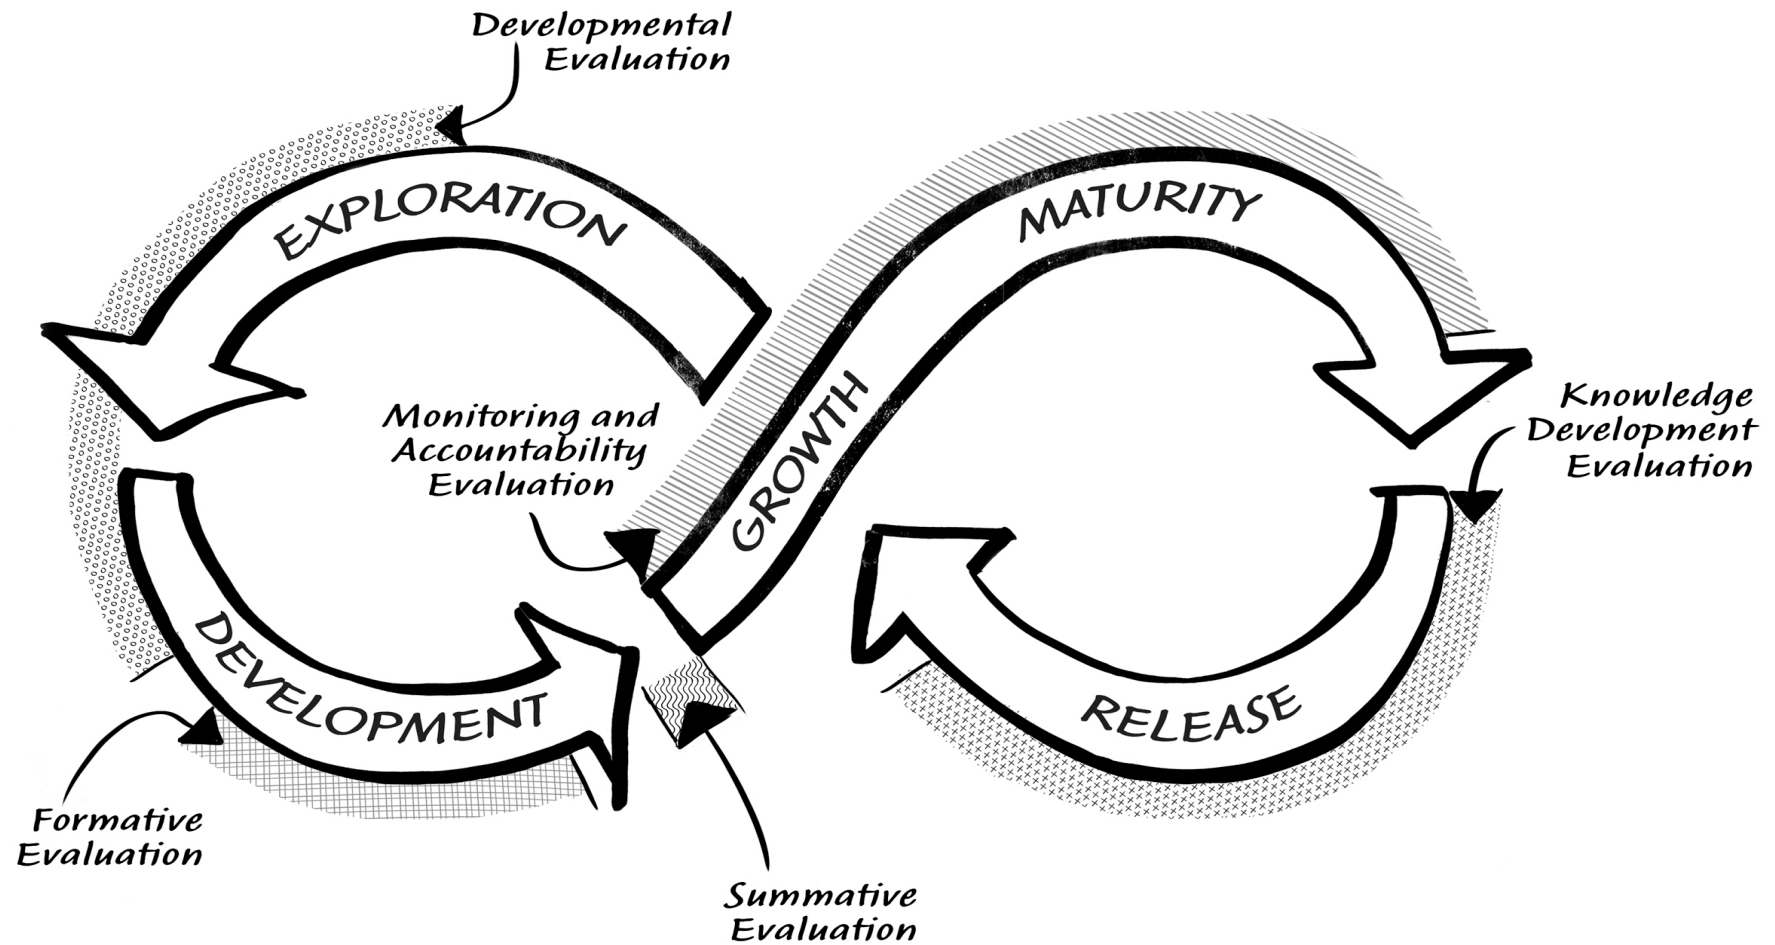 Developmental
Evaluation
EXPLORATION
MATURITY
GROWTH
Monitoring and
Accountability
Evaluation
Knowledge
Development
Evaluation
DEVELOPMENT
RELEASE
Formative
Evaluation
Summative
Evaluation